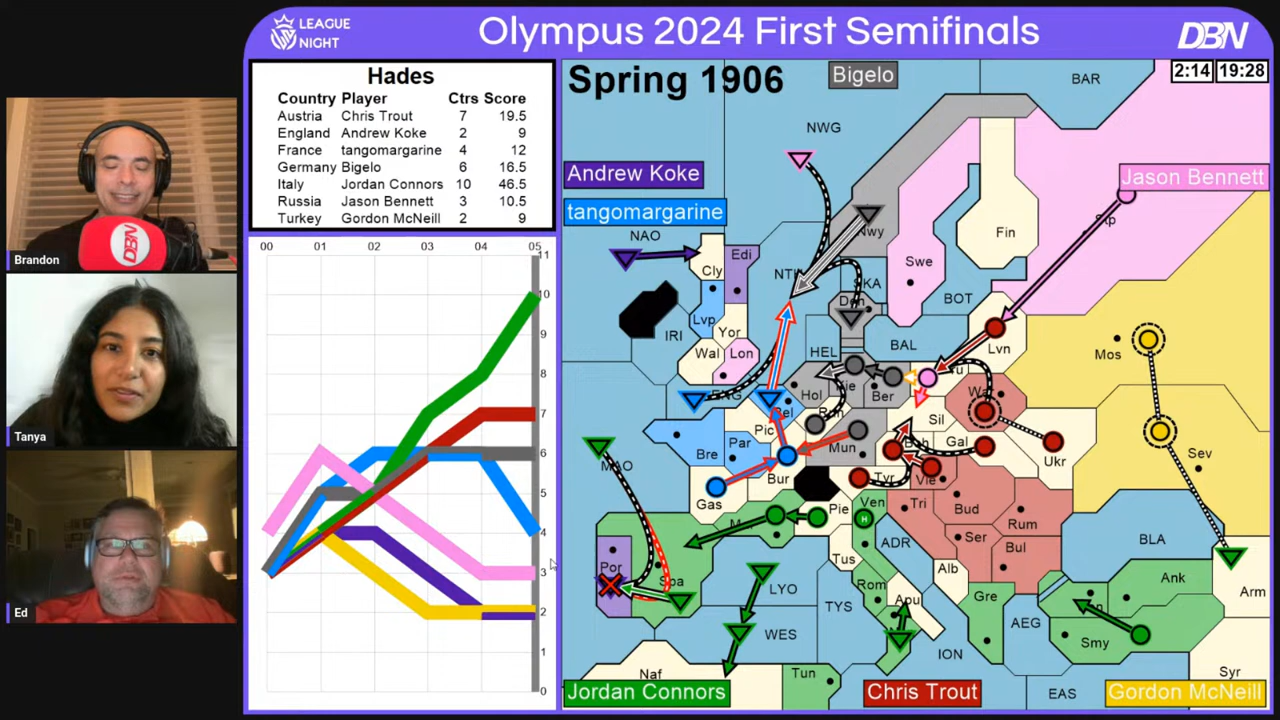 LEAGUE
NIGHT
Olympus 2024 First Semifinals
DBN
Hades
Country Player Ctrs Score
Austria Chris Trout 7 19.5
England Andrew Koke 2 9
France tangomargarine 4 12
Germany Bigelo 6 16.5
Italy Jordan Connors 10 46.5
Russia Jason Bennett 3 10.5
Turkey Gordon McNeill 2 9
00 01 02 03 04 05
11
10
9
8
7
6
5
4
3
2
1
0
Brandon
DBN
Tanya
Ed
Spring 1906
Bigelo
2:14 19:28
BAR
NWG
Andrew Koke
Jason Bennett
tangomargarine
NAO
Nwy
Stp
Fin
Edi
Cly
Swe
SKA
BOT
Lvp
IRI
Yor
Den
Wal
Lon
HEL
BAL
Lvn
Mos
ENG
Bel
Hol
Kie
Ber
Pic
Sil
Bre
Par
Mun
Gal
Ukr
Sev
MAO
Bur
Tyr
Vie
Gas
Pie
Ven
H
Tri
Bud
Rum
ADR
Ser
Bul
BLA
Por
Spa
Tus
Alb
Rom
LYO
Apu
Gre
Ank
Arm
TYS
AEG
WES
Smy
ION
Naf
Tun
Syr
EAS
Jordan Connors
Chris Trout
Gordon McNeill